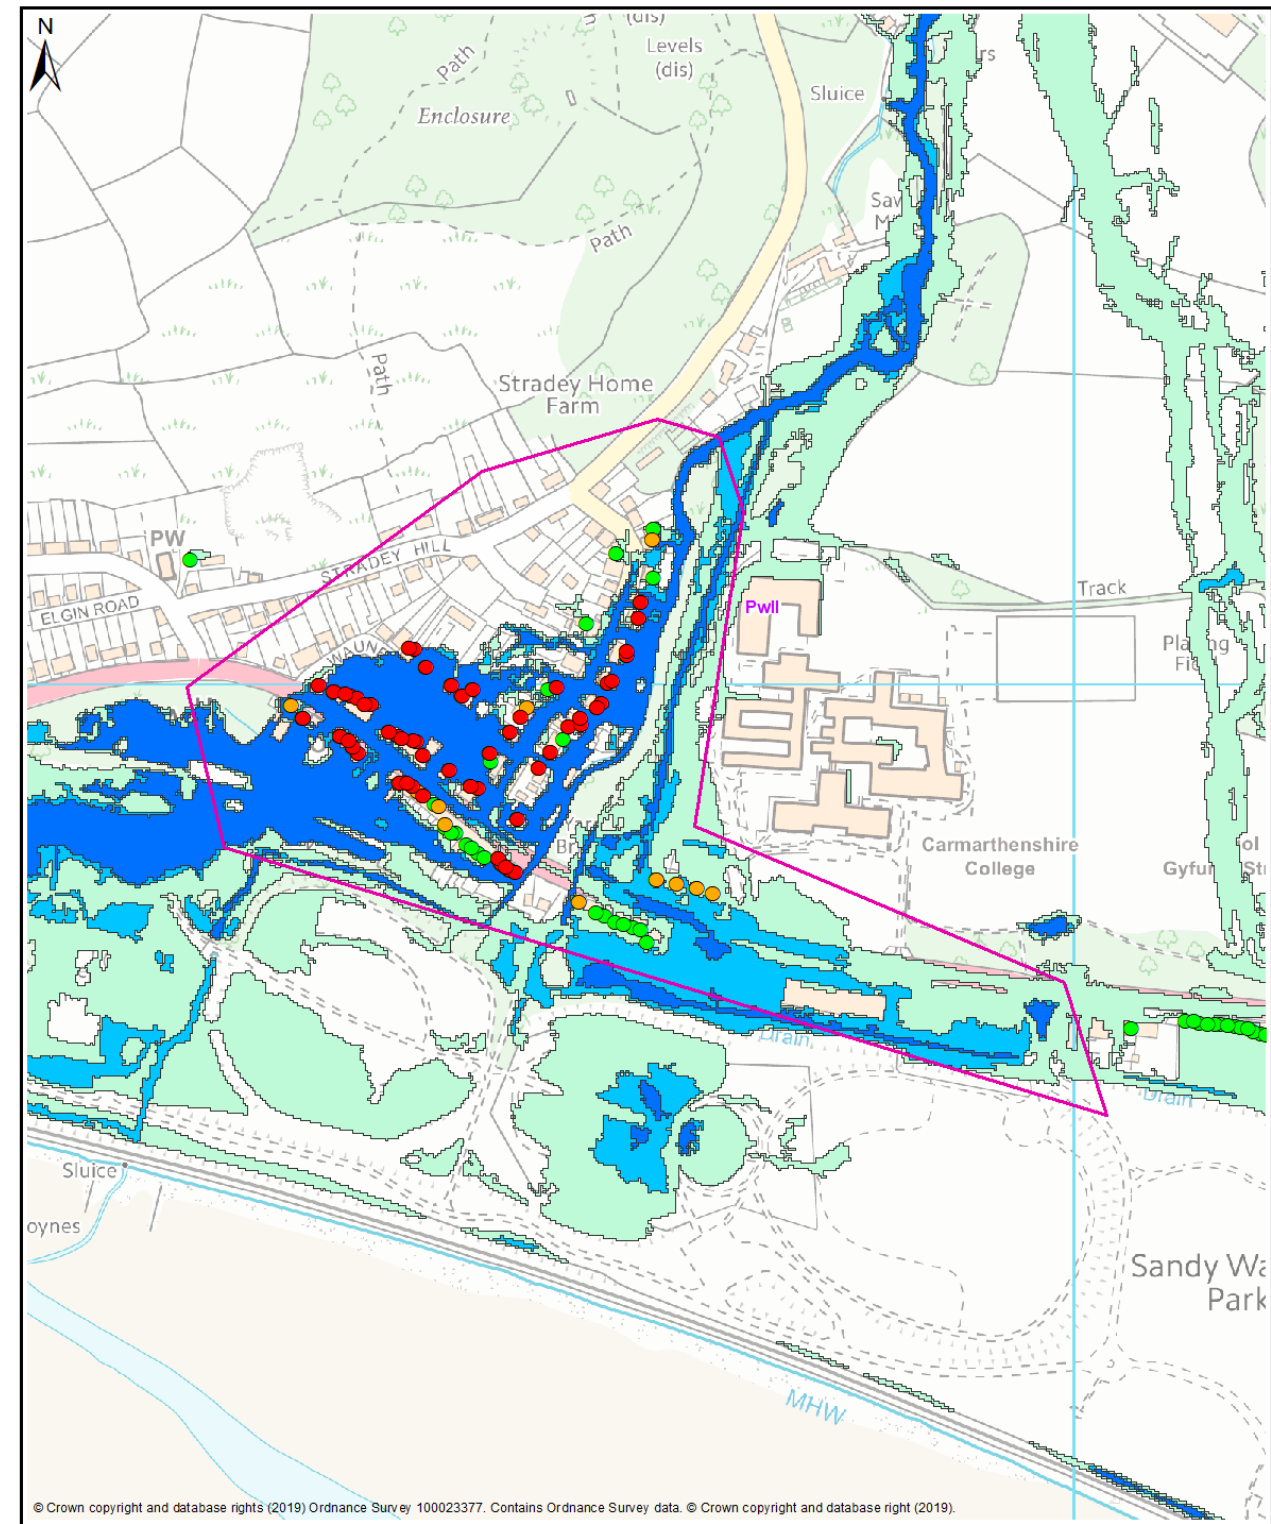 N
(dis)
Levels
(dis)
Path
Enclosure
Sluice
Path
Path
Stradey Home
Farm
PW
STRADEY HILL
ELGIN ROAD
WAUN
Pwll
Track
Carmarthenshire
College
Drain
Drain
Sluice
Sandy
Park
MHW
© Crown copyright and database rights (2019) Ordnance Survey 100023377. Contains Ordnance Survey data. © Crown copyright and database right (2019).